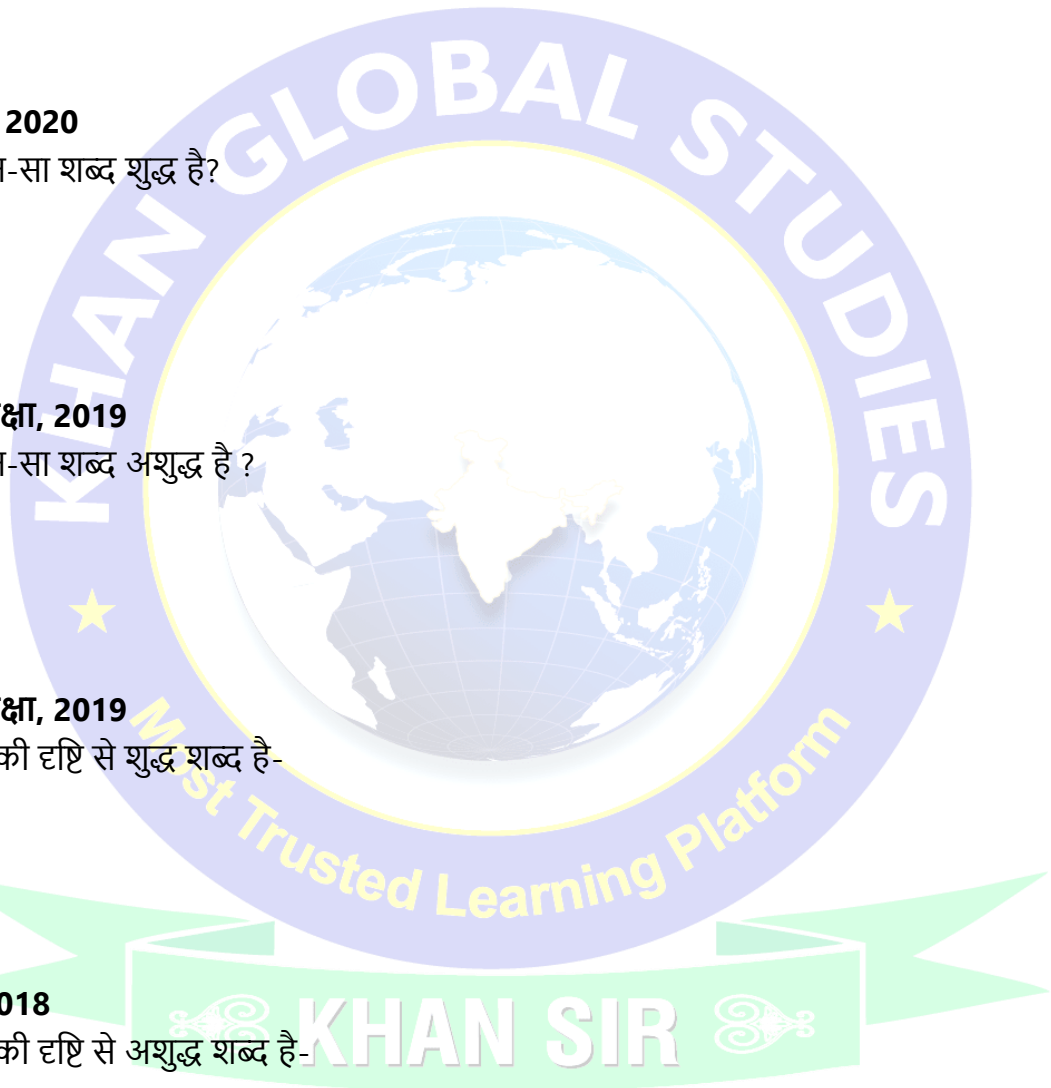 KHAN GLOBAL STUDIES
2020
-सा शब्द शुद्ध है?
2019
-सा शब्द अशुद्ध है ?
2019
की दृष्टि से शुद्ध शब्द है-
Most Trusted Learning Platform
KHAN SIR
018
की दृष्टि से अशुद्ध शब्द है-